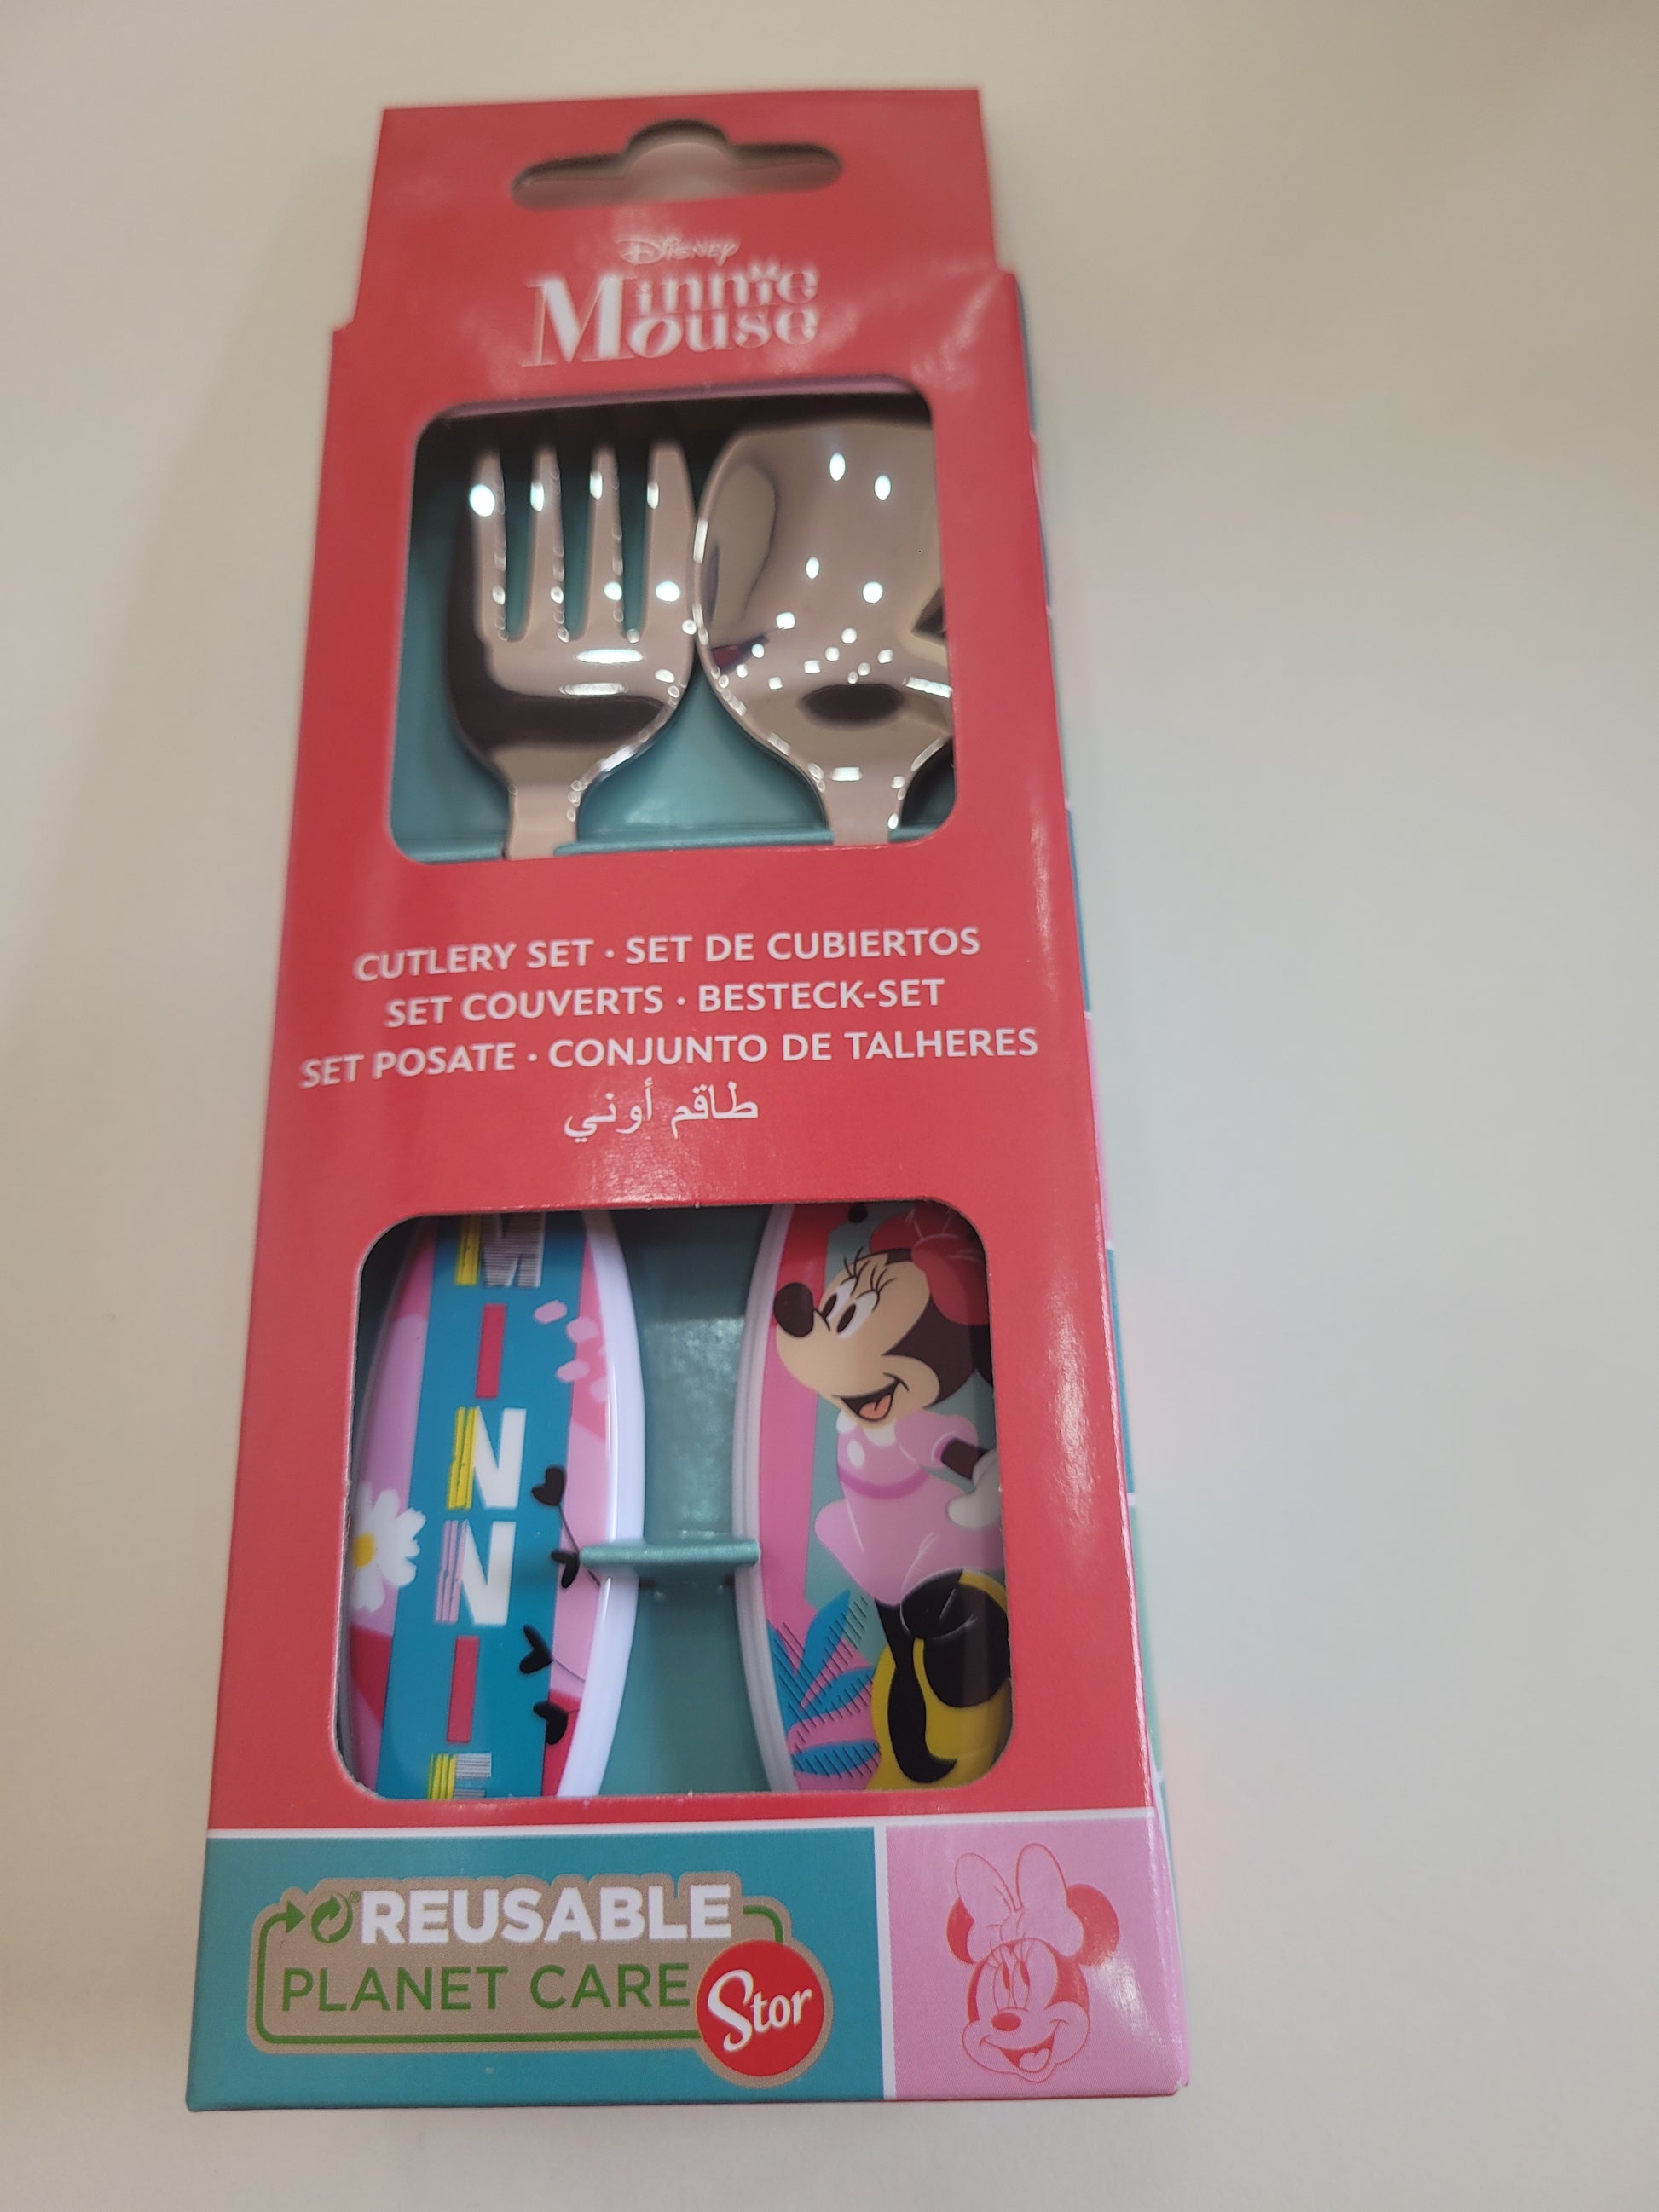 Disney
Minnie
Mouse
CUTLERY SET · SET DE CUBIERTOS
SET COUVERTS · BESTECK-SET
SET POSATE · CONJUNTO DE TALHERES
طاقم أوني
MINNIE
REUSABLE
PLANET CARE
Stor